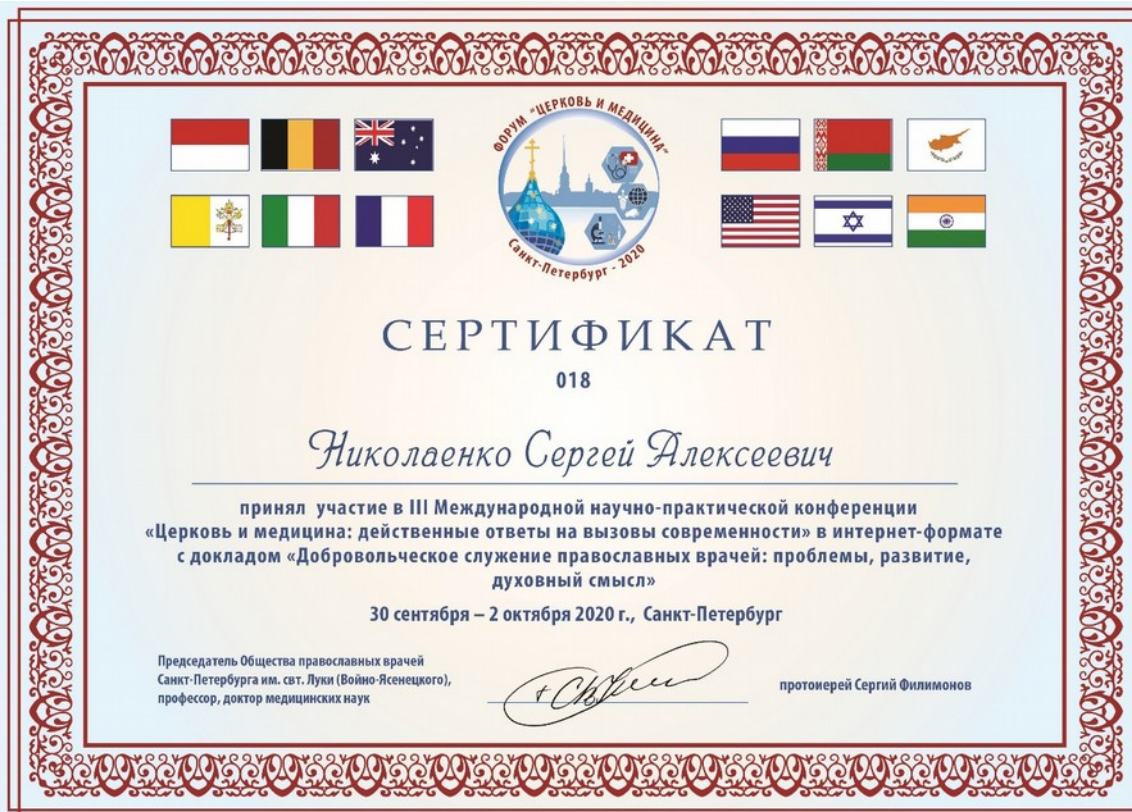 ФОРУМ "ЦЕРКОВЬ И МЕДИЦИНА"
Санкт-Петербург - 2020
СЕРТИФИКАТ
018
Николаенко Сергей Алексеевич
принял участие в III Международной научно-практической конференции
«Церковь и медицина: действенные ответы на вызовы современности» в интернет-формате
с докладом «Добровольческое служение православных врачей: проблемы, развитие,
духовный смысл»
30 сентября – 2 октября 2020 г., Санкт-Петербург
Председатель Общества православных врачей
Санкт-Петербурга им. свт. Луки (Войно-Ясенецкого),
профессор, доктор медицинских наук
протоиерей Сергий Филимонов